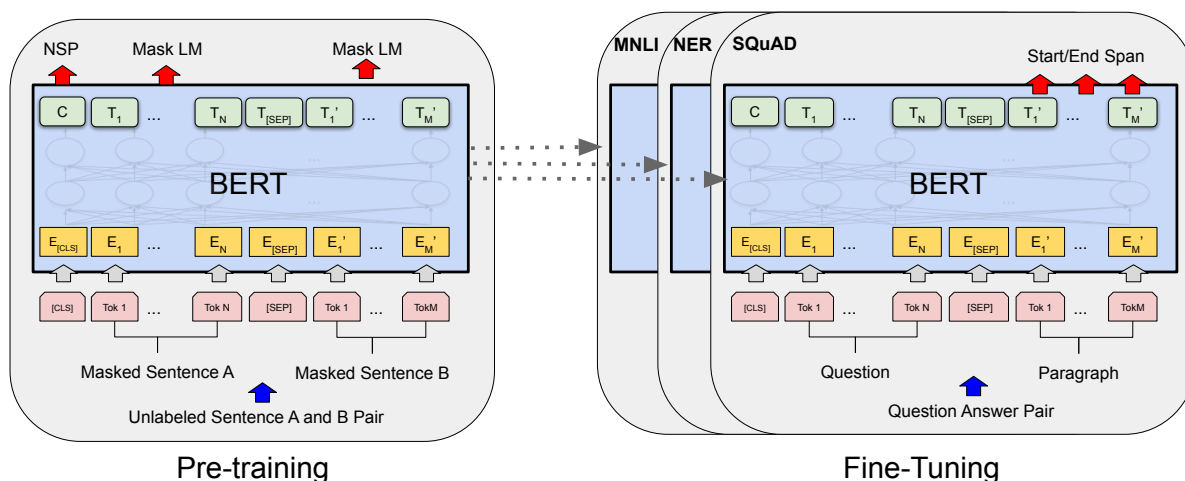 NSP Mask LM Mask LM
C T1 ... TN T[SEP] T1' ... TM'
...
BERT
...
E[CLS] E1 ... EN E[SEP] E1' ... EM'
[CLS] Tok 1 ... Tok N [SEP] Tok 1 ... TokM
Masked Sentence A Masked Sentence B
Unlabeled Sentence A and B Pair
Pre-training
MNLI NER SQuAD
Start/End Span
C T1 ... TN T[SEP] T1' ... TM'
...
BERT
...
E[CLS] E1 ... EN E[SEP] E1' ... EM'
[CLS] Tok 1 ... Tok N [SEP] Tok 1 ... TokM
Question Paragraph
Question Answer Pair
Fine-Tuning